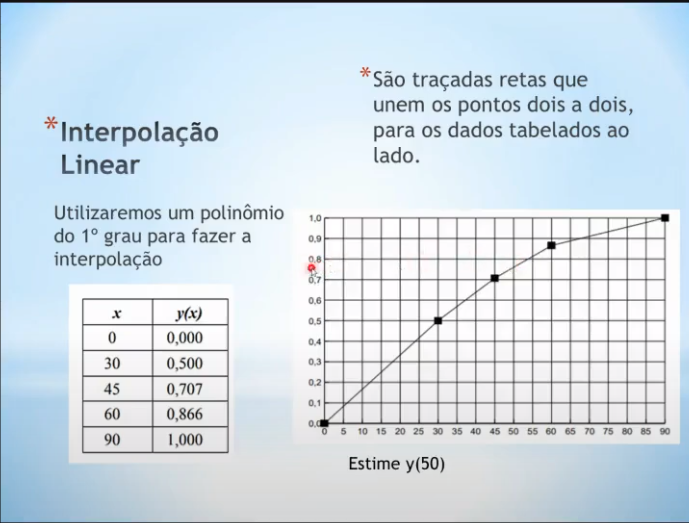 *Interpolação
Linear
Utilizaremos um polinômio
do 1º grau para fazer a
interpolação
x y(x)
0 0,000
30 0,500
45 0,707
60 0,866
90 1,000
*São traçadas retas que
unem os pontos dois a dois,
para os dados tabelados ao
lado.
1,0
0,9
0,8
0,7
0,6
0,5
0,4
0,3
0,2
0,1
0,0
0 5 10 15 20 25 30 35 40 45 50 55 60 65 70 75 80 85 90
Estime y(50)